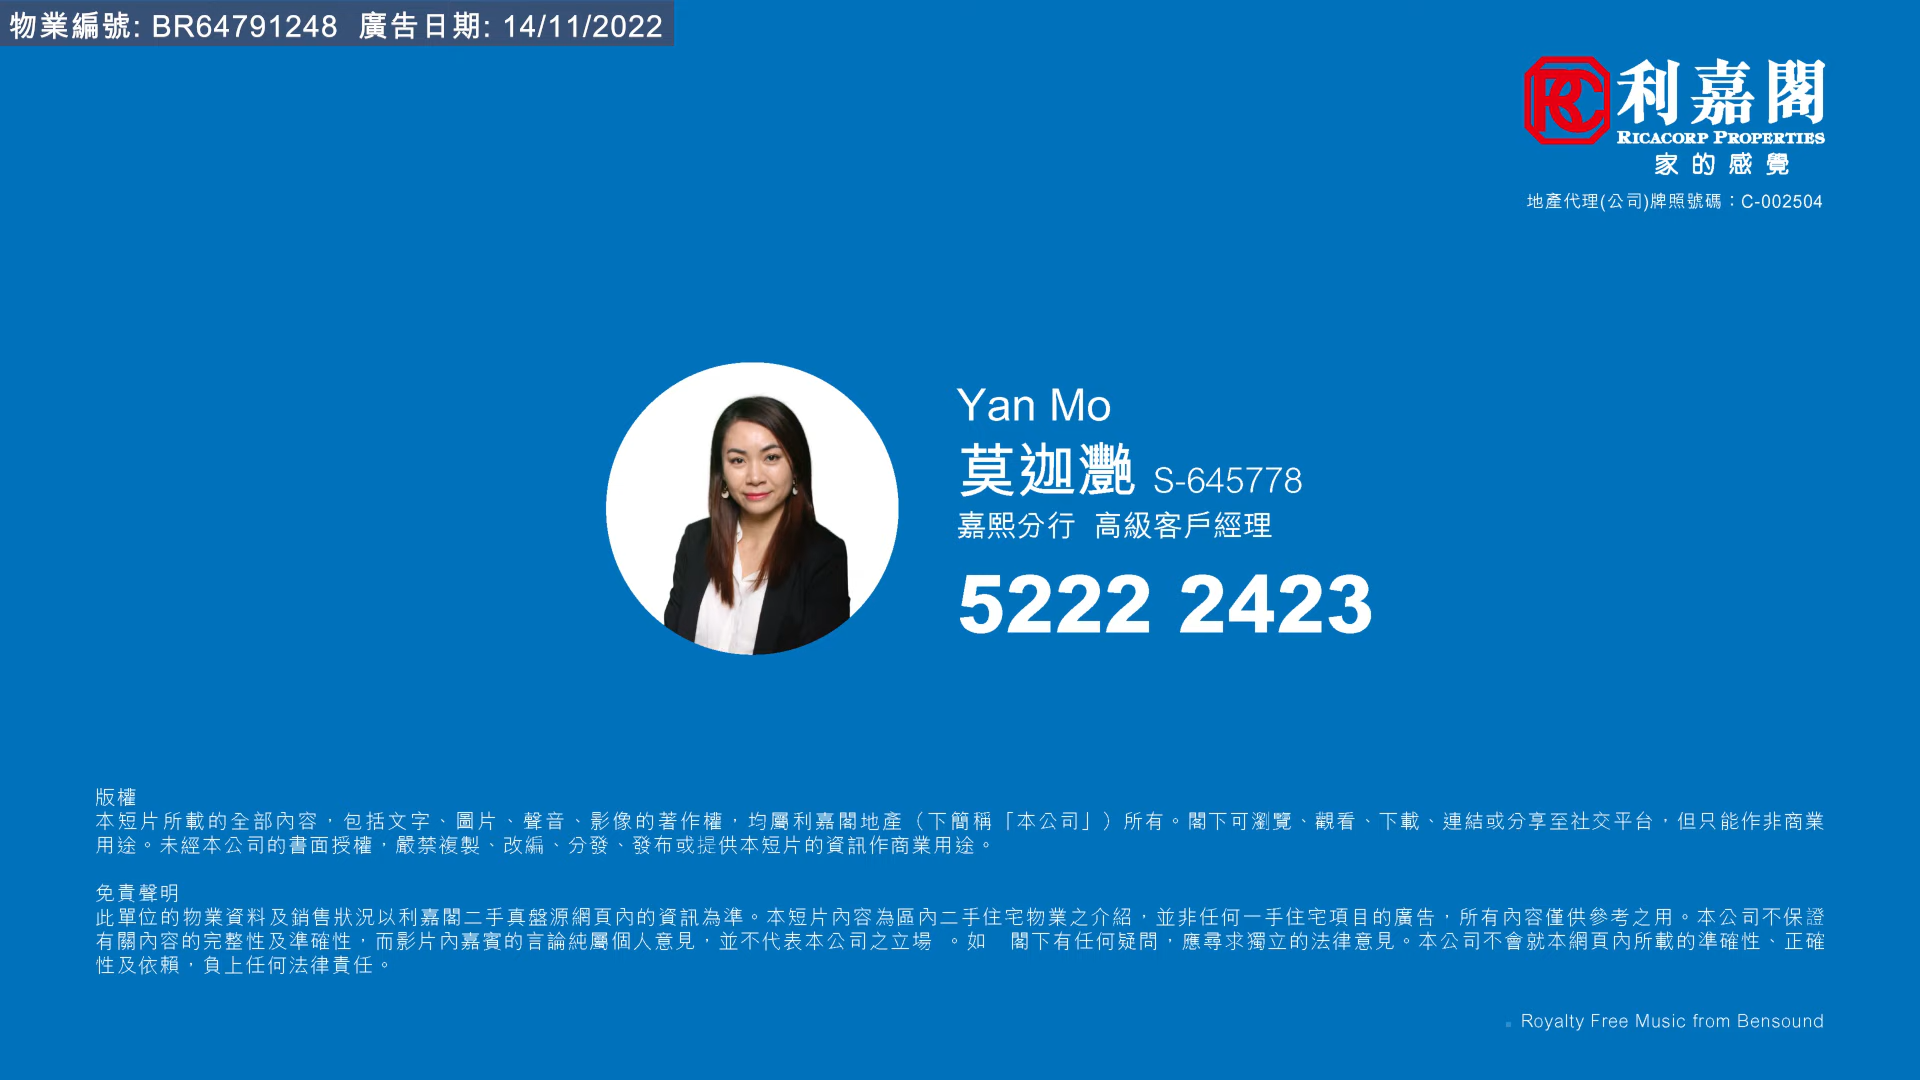 物業編號: BR64791248 廣告日期: 14/11/2022
RC
利嘉閣
RICACORP PROPERTIES
家的感覺
地產代理(公司)牌照號碼：C-002504
Yan Mo
莫迦灔 S-645778
嘉熙分行 高級客戶經理
5222 2423
版權
本短片所載的全部內容，包括文字、圖片、聲音、影像的著作權，均屬利嘉閣地產（下簡稱「本公司」）所有。閣下可瀏覽、觀看、下載、連結或分享至社交平台，但只能作非商業
用途。未經本公司的書面授權，嚴禁複製、改編、分發、發布或提供本短片的資訊作商業用途。
免責聲明
此單位的物業資料及銷售狀況以利嘉閣二手真盤源網頁內的資訊為準。本短片內容為區內二手住宅物業之介紹，並非任何一手住宅項目的廣告，所有內容僅供參考之用。本公司不保證
有關內容的完整性及準確性，而影片內嘉賓的言論純屬個人意見，並不代表本公司之立場 。如 閣下有任何疑問，應尋求獨立的法律意見。本公司不會就本網頁內所載的準確性、正確
性及依賴，負上任何法律責任。
Royalty Free Music from Bensound